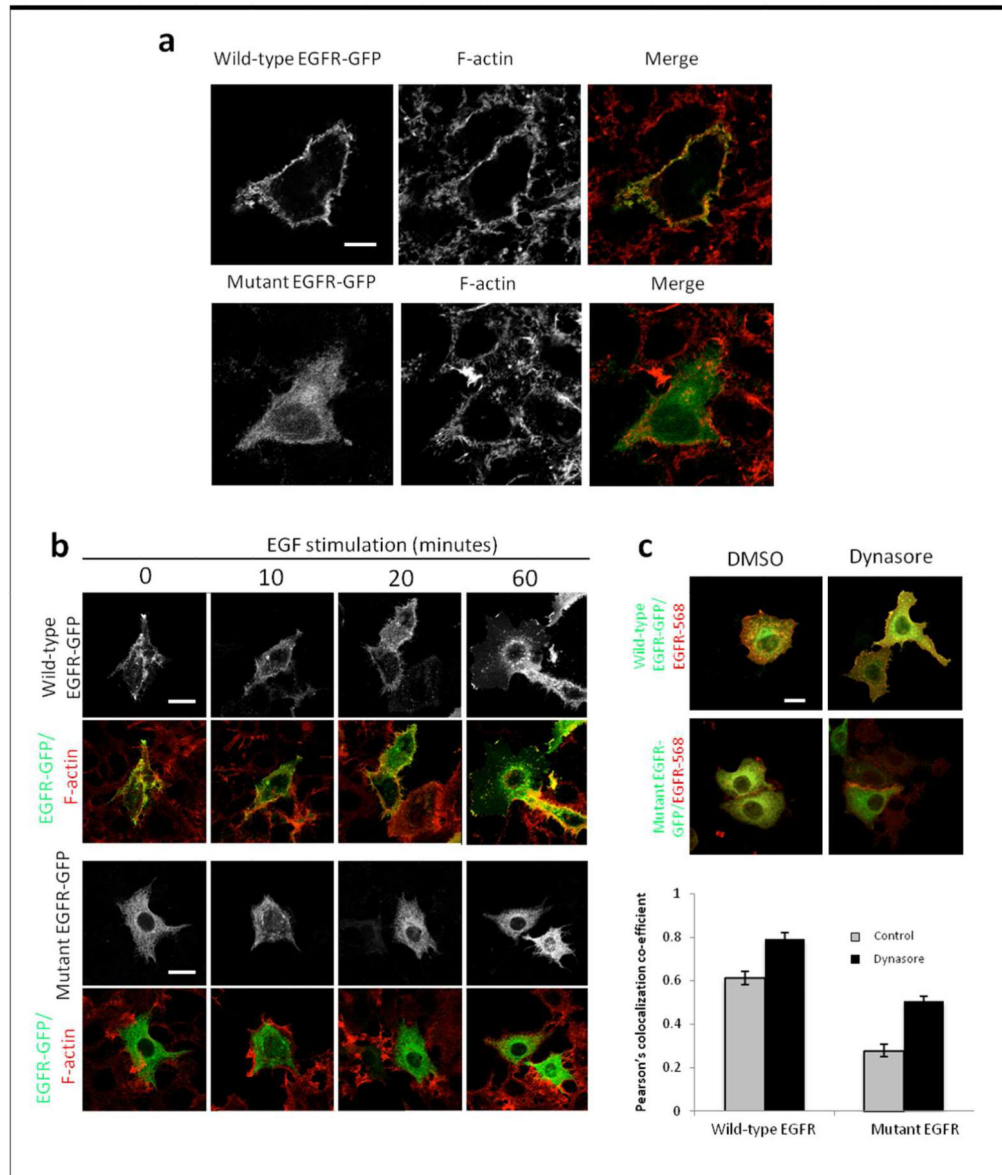 a
Wild-type EGFR-GFP F-actin Merge
Mutant EGFR-GFP F-actin Merge
b
EGF stimulation (minutes)
0 10 20 60
Wild-type
EGFR-GFP
EGFR-GFP/
F-actin
Mutant EGFR-GFP
EGFR-GFP/
F-actin
c
DMSO Dynasore
Wild-type
EGFR-GFP/
EGFR-568
Mutant EGFR-
GFP/EGFR-568
Pearson's colocalization co-efficient
1
0.8
0.6
0.4
0.2
0
Control
Dynasore
Wild-type EGFR Mutant EGFR